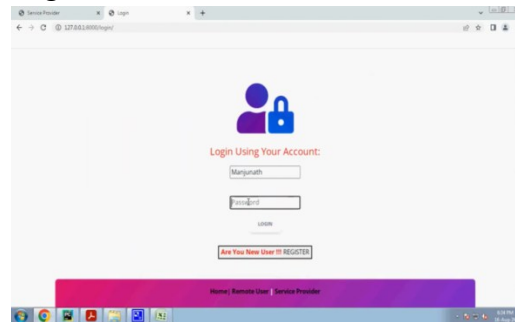 Service Provider
Login
127.0.0.1:8000/login/
Login Using Your Account:
Manjunath
Password
LOGIN
Are You New User !!! REGISTER
Home| Remote User | Service Provider